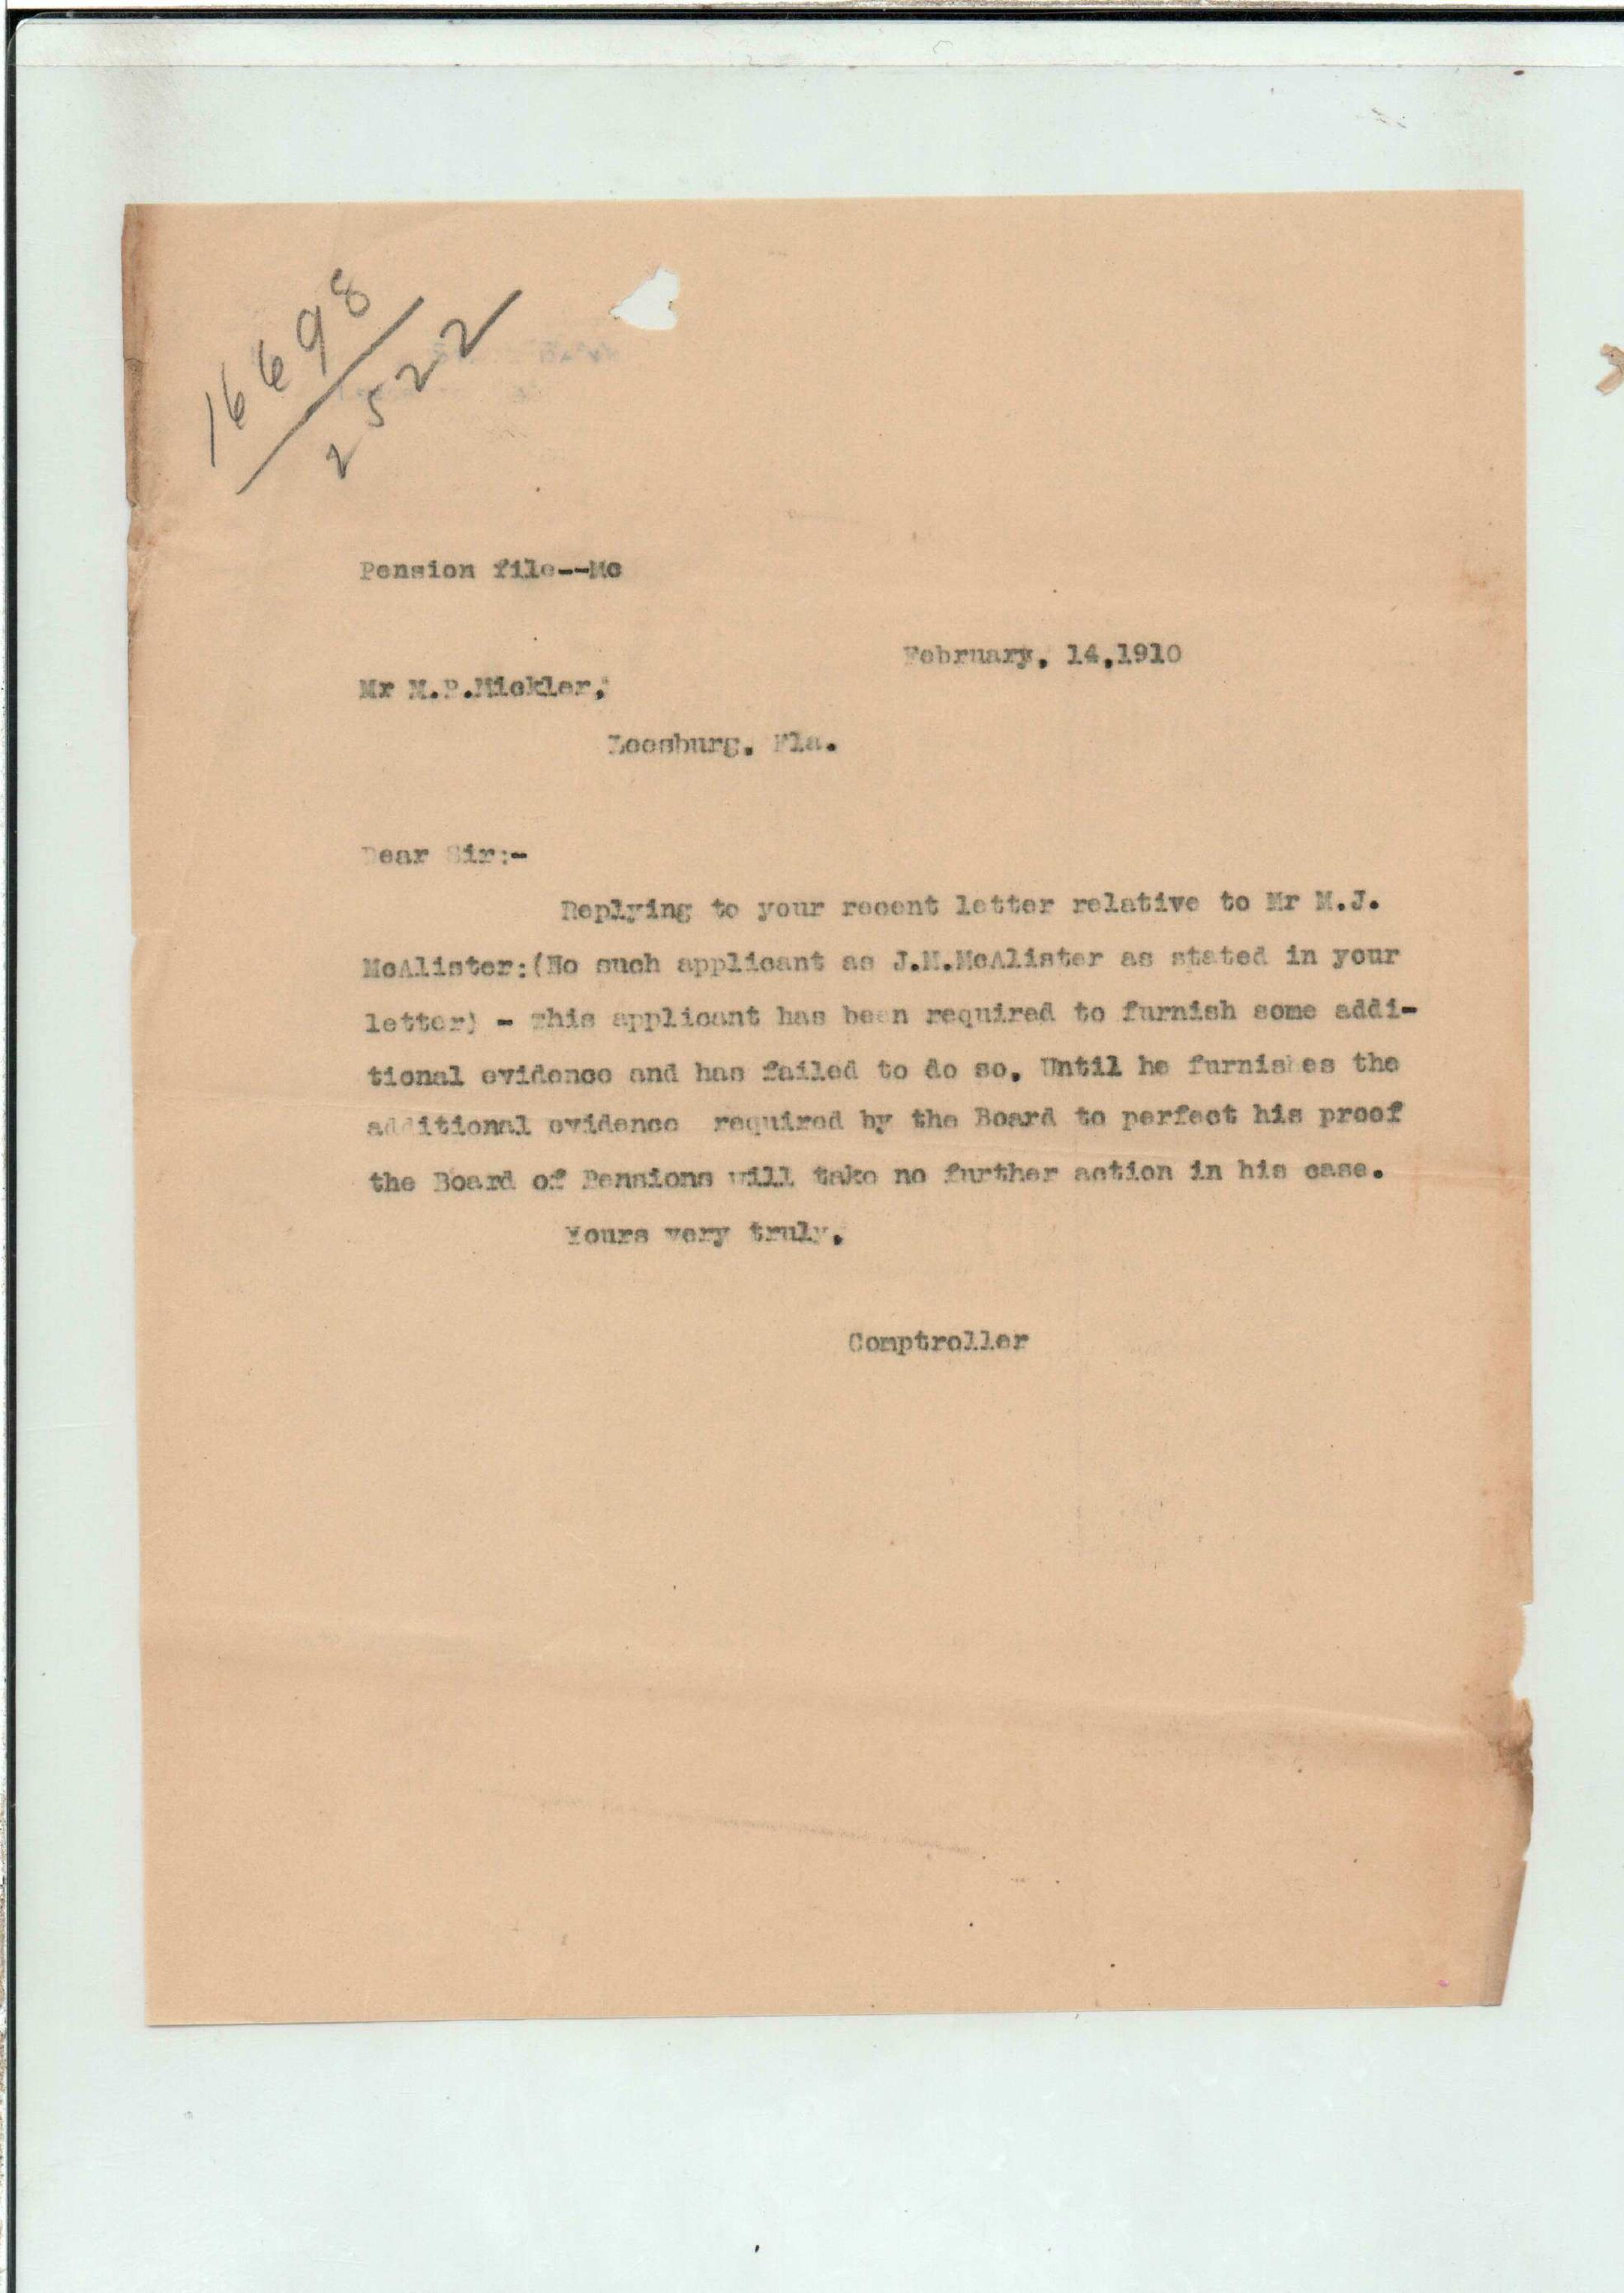 16698
2522
Pension file--Mc
February, 14,1910
Mr M.P.Mickler,
Leesburg, Fla.
Dear Sir:-
Replying to your recent letter relative to Mr M.J.
McAlister:(No such applicant as J.M.McAlister as stated in your
letter) - This applicant has been required to furnish some addi-
tional evidence and has failed to do so. Until he furnishes the
additional evidence required by the Board to perfect his proof
the Board of Pensions will take no further action in his case.
Yours very truly,
Comptroller